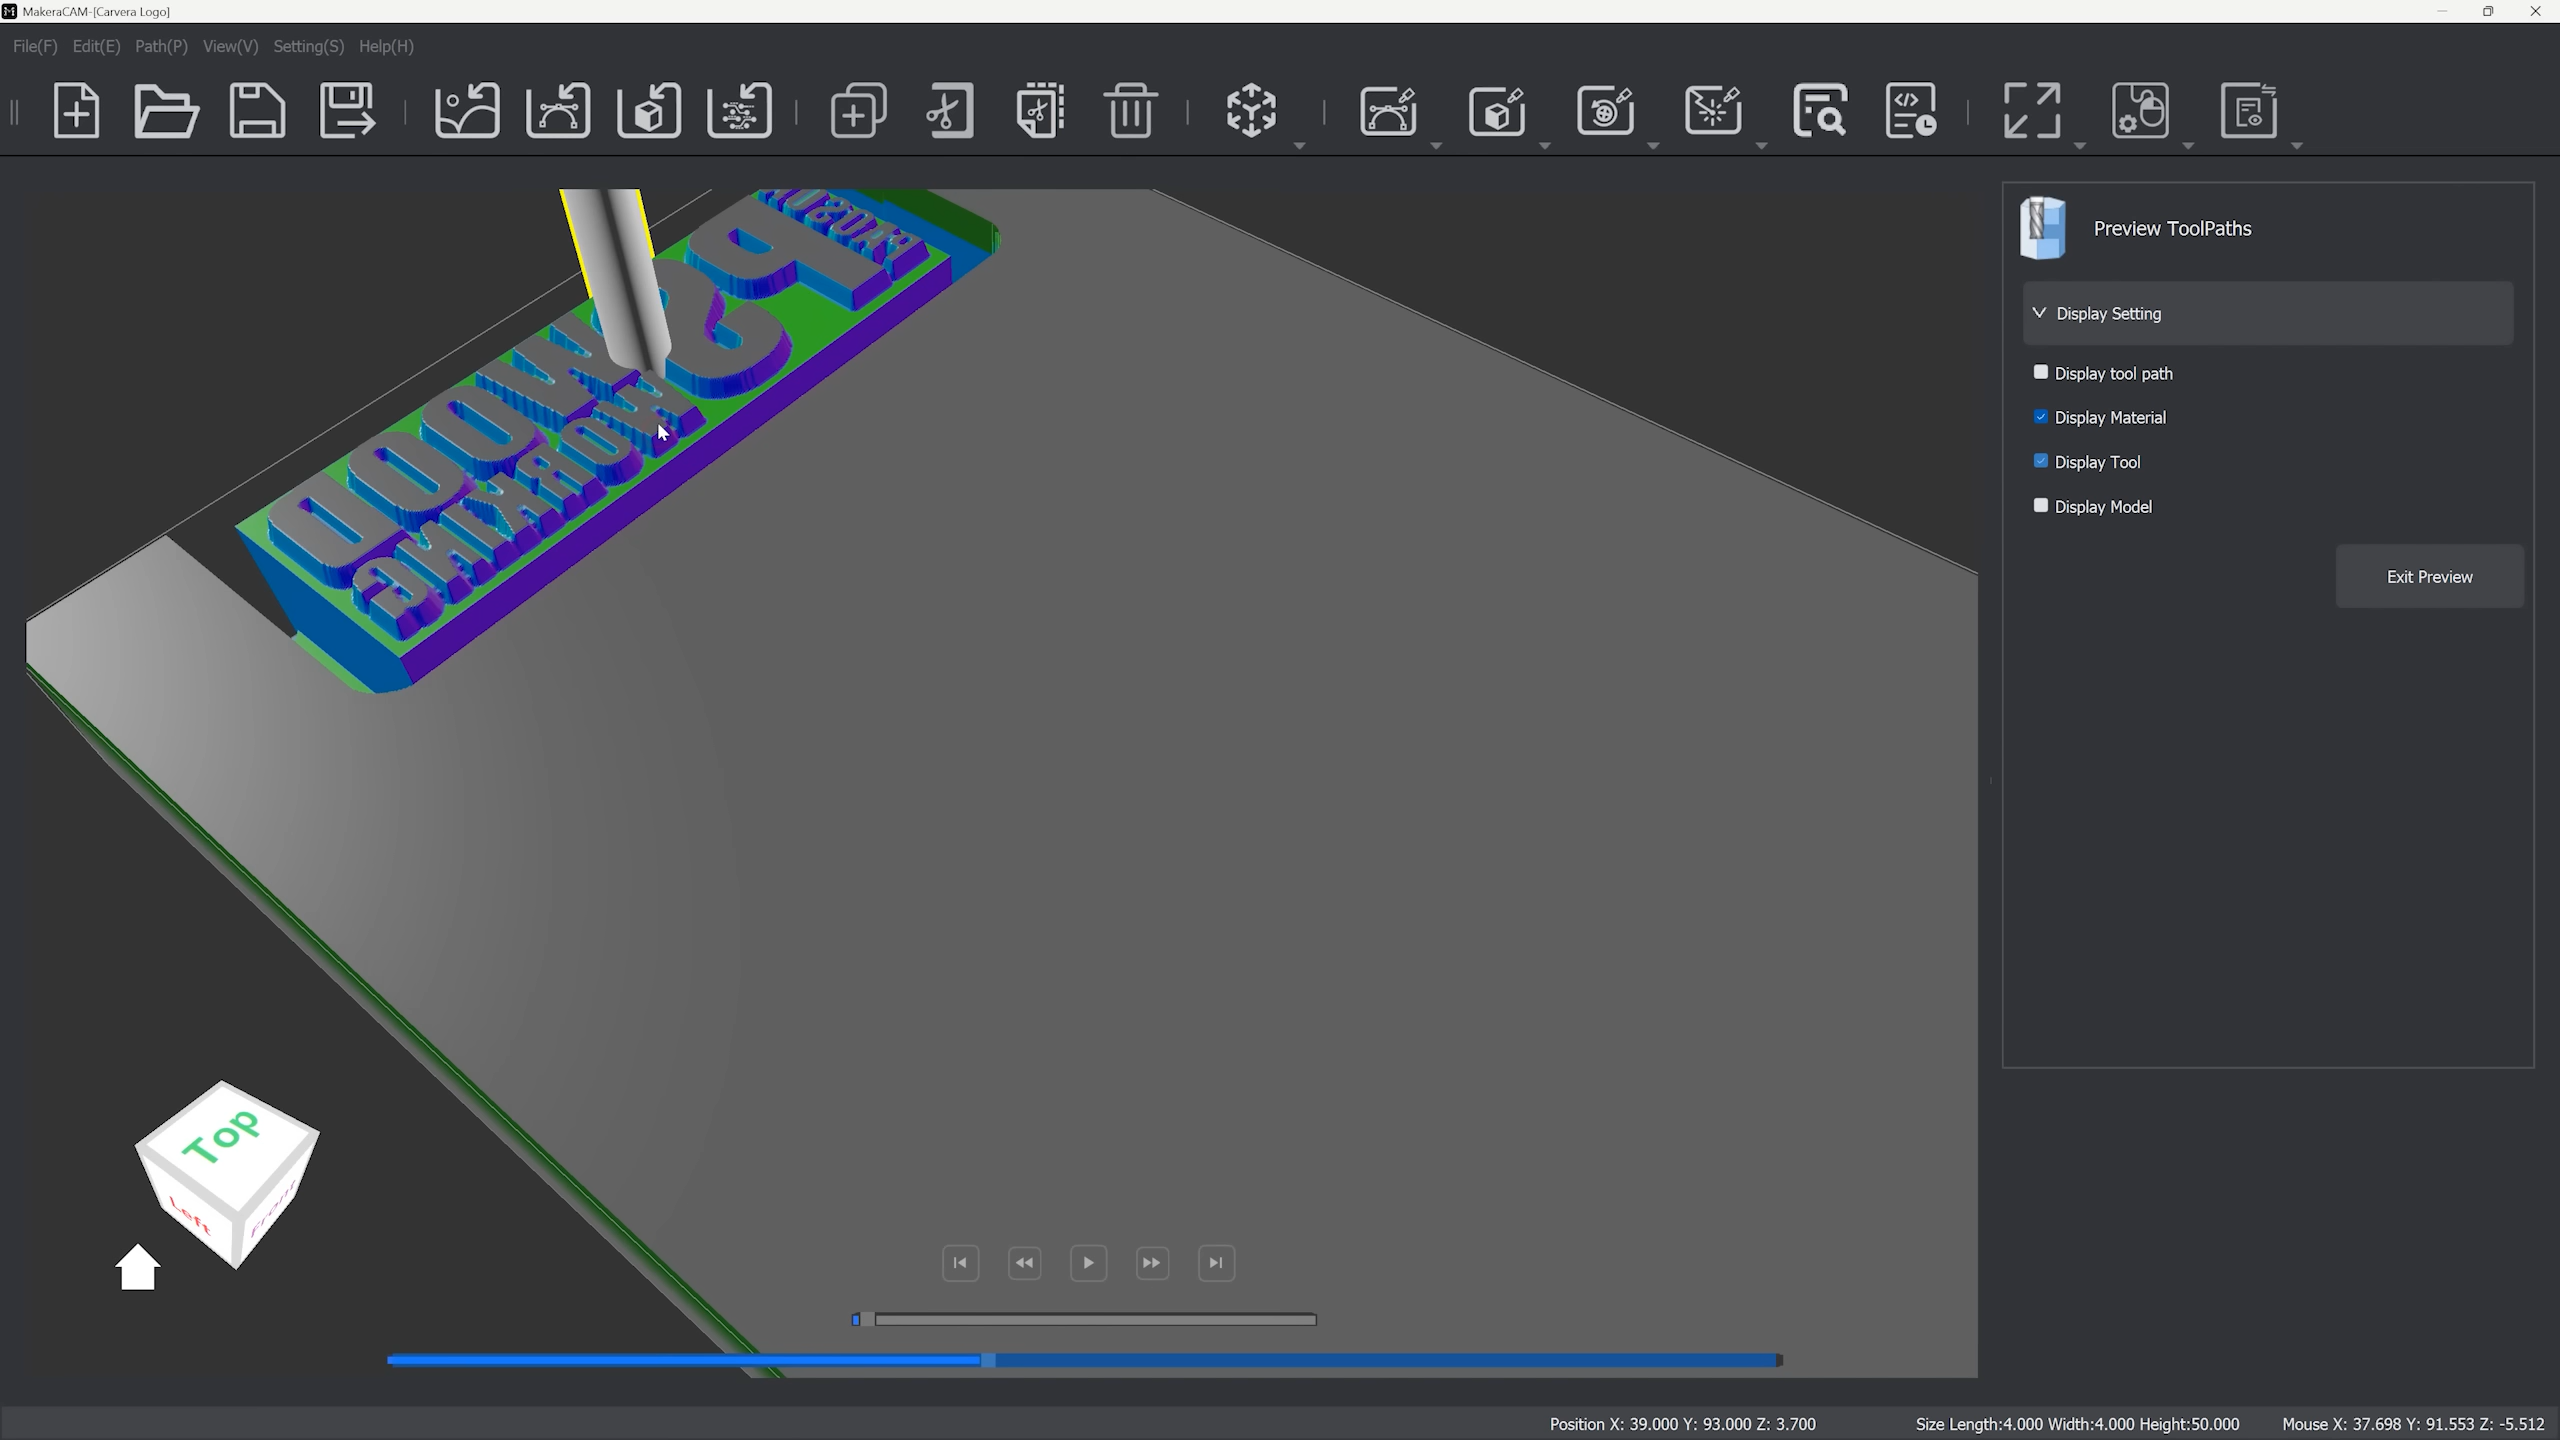 MakeraCAM-[Carvera Logo]
File(F) Edit(E) Path(P) View(V) Setting(S) Help(H)
Preview ToolPaths
Display Setting
Display tool path
Display Material
Display Tool
Display Model
Exit Preview
Top
Left
Front
Position X: 39.000 Y: 93.000 Z: 3.700
Size Length:4.000 Width:4.000 Height:50.000
Mouse X: 37.698 Y: 91.553 Z: -5.512